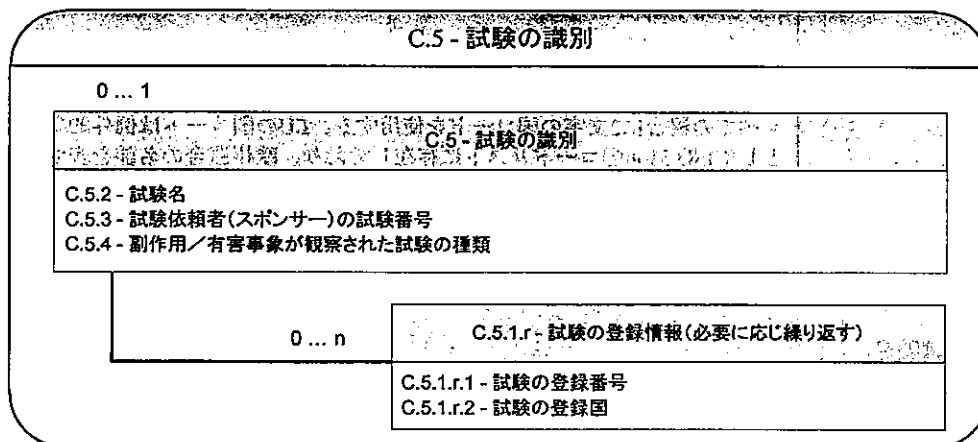 C.5 - 試験の識別
0 ... 1
C.5 - 試験の識別
C.5.2 - 試験名
C.5.3 - 試験依頼者(スポンサー)の試験番号
C.5.4 - 副作用/有害事象が観察された試験の種類
0 ... n
C.5.1.r - 試験の登録情報(必要に応じ繰り返す)
C.5.1.r.1 - 試験の登録番号
C.5.1.r.2 - 試験の登録国